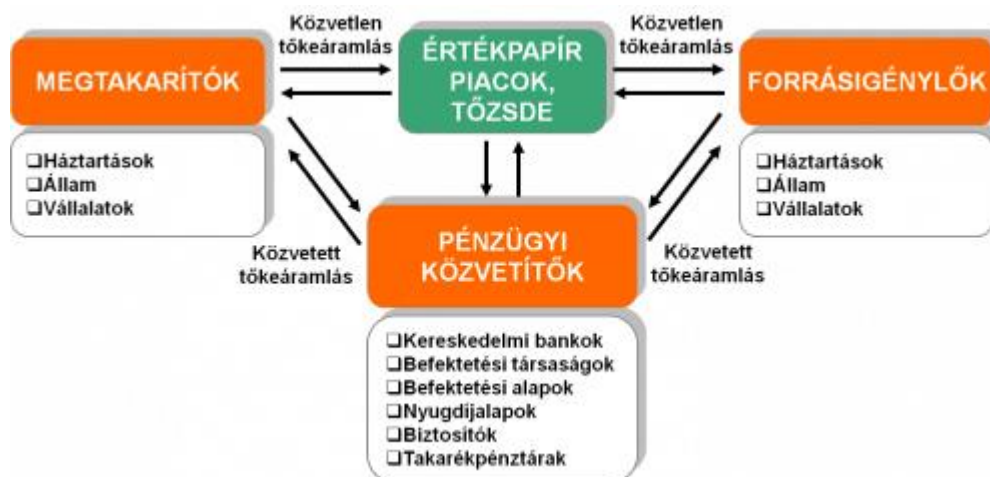 Közvetlen
tőkeáramlás
Közvetlen
tőkeáramlás
MEGTAKARÍTÓK
ÉRTÉKPAPÍR
PIACOK,
TŐZSDE
FORRÁSIGÉNYLŐK
❑Háztartások
❑Állam
❑Vállalatok
❑Háztartások
❑Állam
❑Vállalatok
Közvetett
tőkeáramlás
PÉNZÜGYI
KÖZVETÍTŐK
Közvetett
tőkeáramlás
❑Kereskedelmi bankok
❑Befektetési társaságok
❑Befektetési alapok
❑Nyugdíjalapok
❑Biztosítók
❑Takarékpénztárak